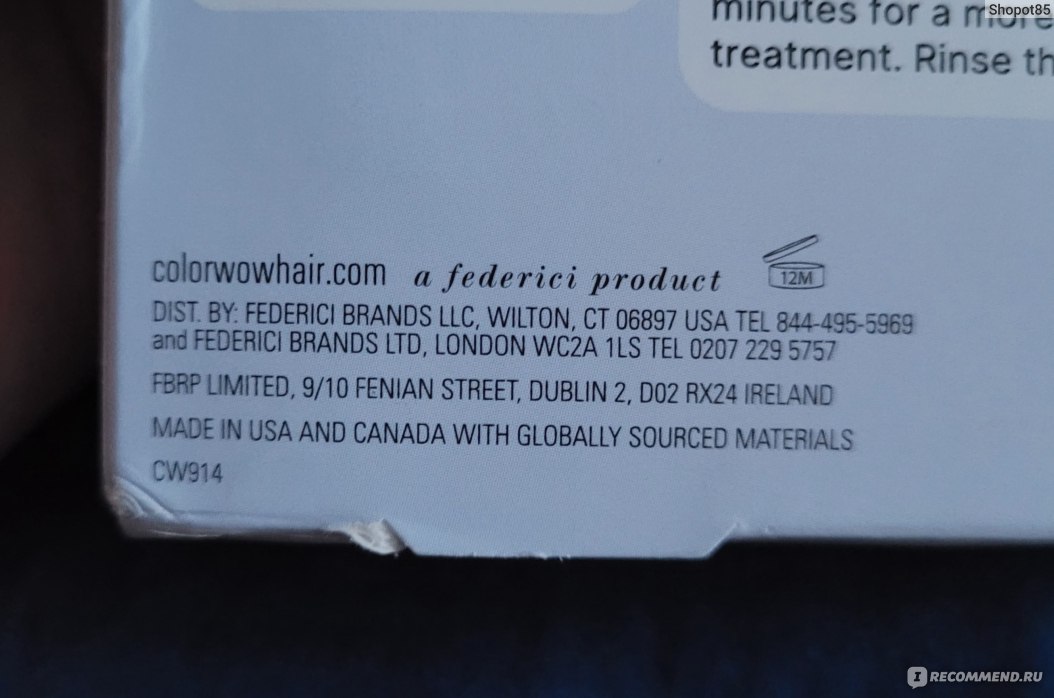 Shopot85
minutes for a more
treatment. Rinse
colorwowhair.com a federici product
12M
DIST. BY: FEDERICI BRANDS LLC, WILTON, CT 06897 USA TEL 844-495-5969
and FEDERICI BRANDS LTD, LONDON WC2A 1LS TEL 0207 229 5757
FBRP LIMITED, 9/10 FENIAN STREET, DUBLIN 2, D02 RX24 IRELAND
MADE IN USA AND CANADA WITH GLOBALLY SOURCED MATERIALS
CW914
IRECOMMEND.RU